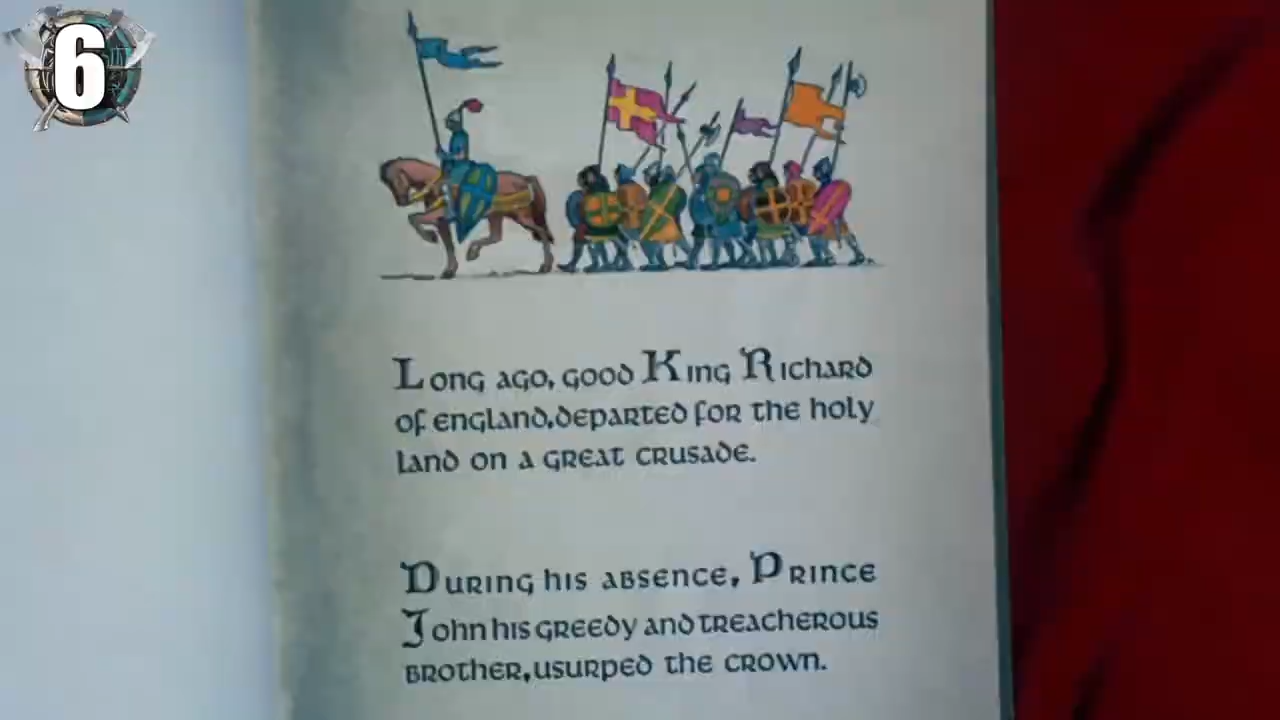 6
Long ago, good King Richard
of england, departed for the holy
land on a great crusade.
During his absence, Prince
John his greedy and treacherous
brother, usurped the crown.